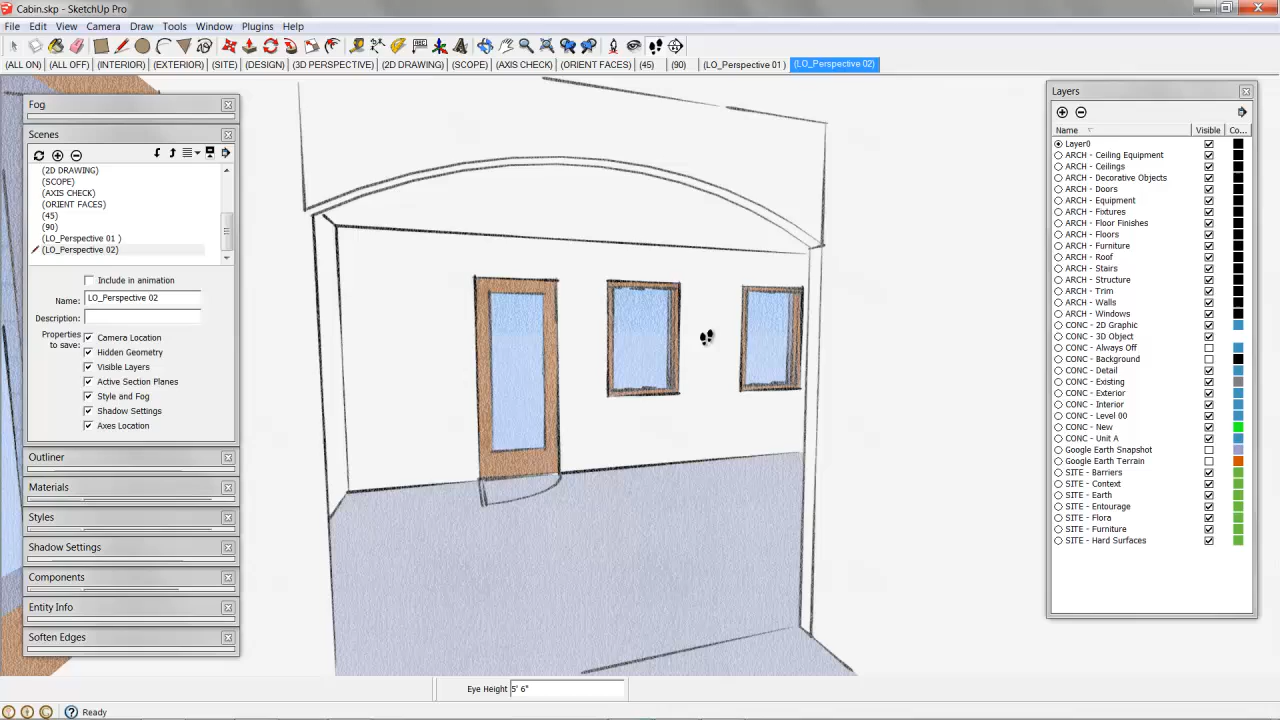 Cabin.skp - SketchUp Pro
File Edit View Camera Draw Tools Window Plugins Help
(ALL ON) (ALL OFF) (INTERIOR) (EXTERIOR) (SITE) (DESIGN) (3D PERSPECTIVE) (2D DRAWING) (SCOPE) (AXIS CHECK) (ORIENT FACES) (45) (90) (LO_Perspective 01 ) (LO_Perspective 02)
Fog
Scenes
(2D DRAWING)
(SCOPE)
(AXIS CHECK)
(ORIENT FACES)
(45)
(90)
(LO_Perspective 01 )
(LO_Perspective 02)
Include in animation
Name: LO_Perspective 02
Description:
Properties to save:
Camera Location
Hidden Geometry
Visible Layers
Active Section Planes
Style and Fog
Shadow Settings
Axes Location
Outliner
Materials
Styles
Shadow Settings
Components
Entity Info
Soften Edges
Layers
Name Visible Co...
Layer0
ARCH - Ceiling Equipment
ARCH - Ceilings
ARCH - Decorative Objects
ARCH - Doors
ARCH - Equipment
ARCH - Fixtures
ARCH - Floor Finishes
ARCH - Floors
ARCH - Furniture
ARCH - Roof
ARCH - Stairs
ARCH - Structure
ARCH - Trim
ARCH - Walls
ARCH - Windows
CONC - 2D Graphic
CONC - 3D Object
CONC - Always Off
CONC - Background
CONC - Detail
CONC - Existing
CONC - Exterior
CONC - Interior
CONC - Level 00
CONC - New
CONC - Unit A
Google Earth Snapshot
Google Earth Terrain
SITE - Barriers
SITE - Context
SITE - Earth
SITE - Entourage
SITE - Flora
SITE - Furniture
SITE - Hard Surfaces
Eye Height 5' 6"
Ready